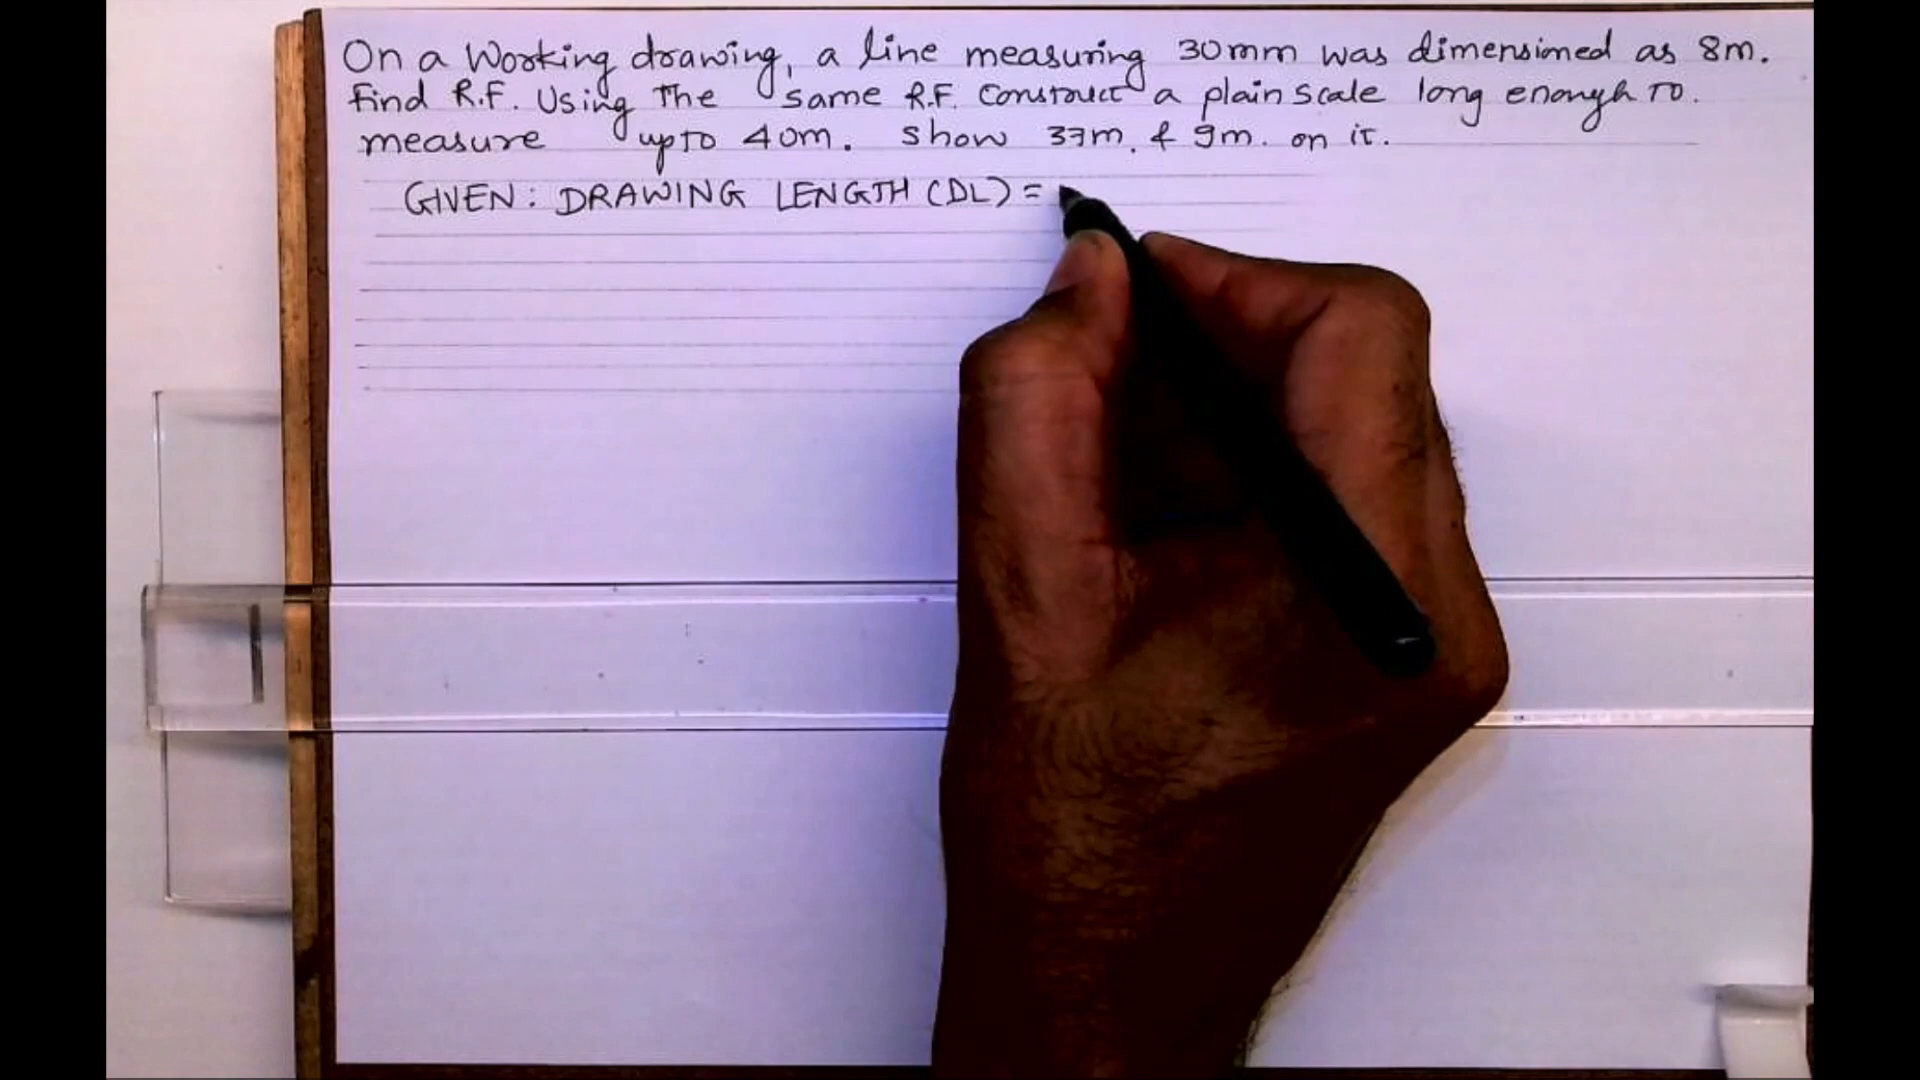 On a Working drawing, a line measuring 30mm was dimensioned as 8m.
find R.F. Using The same R.F. Construct a plain scale long enough TO.
measure upto 40m. show 37m. & 9m. on it.
GIVEN: DRAWING LENGTH (DL) =